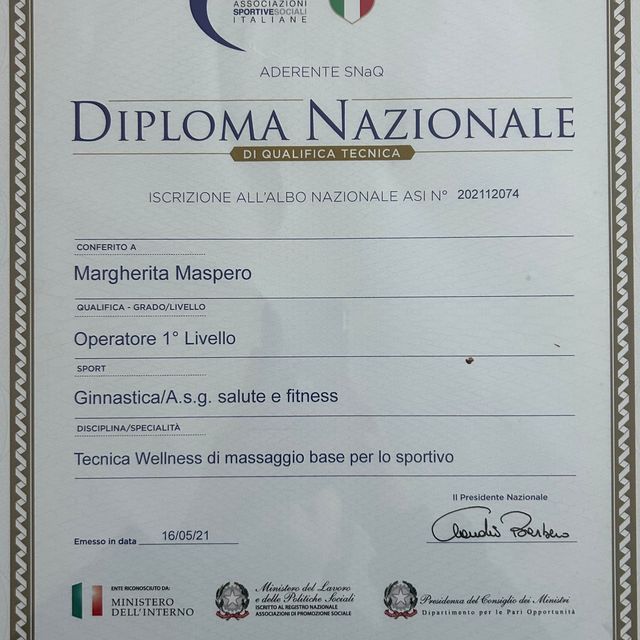 ASSOCIAZIONI
SPORTIVESOCIALI
ITALIANE
ADERENTE SNaQ
DIPLOMA NAZIONALE
DI QUALIFICA TECNICA
ISCRIZIONE ALL'ALBO NAZIONALE ASI N° 202112074
CONFERITO A
Margherita Maspero
QUALIFICA - GRADO/LIVELLO
Operatore 1° Livello
SPORT
Ginnastica/A.s.g. salute e fitness
DISCIPLINA/SPECIALITÀ
Tecnica Wellness di massaggio base per lo sportivo
Il Presidente Nazionale
Claudio Barbaro
Emesso in data 16/05/21
ENTE RICONOSCIUTO DA:
MINISTERO
DELL'INTERNO
Ministero del Lavoro
e delle Politiche Sociali
ISCRITTO AL REGISTRO NAZIONALE
ASSOCIAZIONI DI PROMOZIONE SOCIALE
Presidenza del Consiglio dei Ministri
Dipartimento per le Pari Opportunità